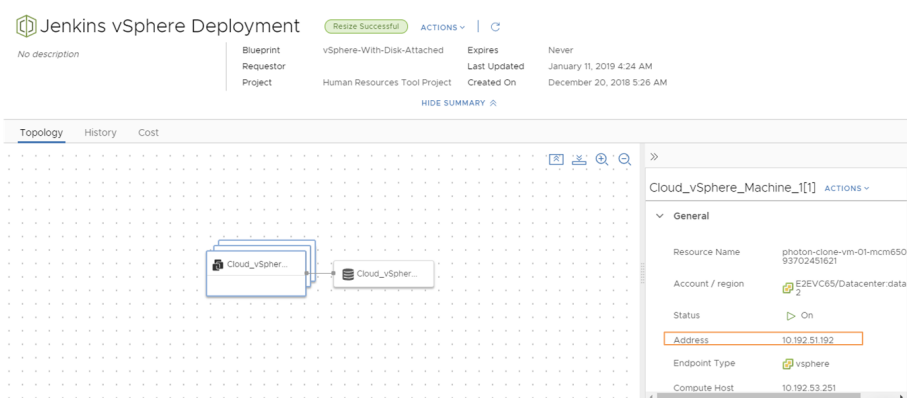 Jenkins vSphere Deployment
Resize Successful
ACTIONS
No description
Blueprint vSphere-With-Disk-Attached Expires Never
Requestor Last Updated January 11, 2019 4:24 AM
Project Human Resources Tool Project Created On December 20, 2018 5:26 AM
HIDE SUMMARY
Topology History Cost
Cloud_vSpher...
Cloud_vSpher...
Cloud_vSphere_Machine_1[1] ACTIONS
General
Resource Name photon-clone-vm-01-mcm650
93702451621
Account / region E2EVC65/Datacenter:data
2
Status On
Address 10.192.51.192
Endpoint Type vsphere
Compute Host 10.192.53.251